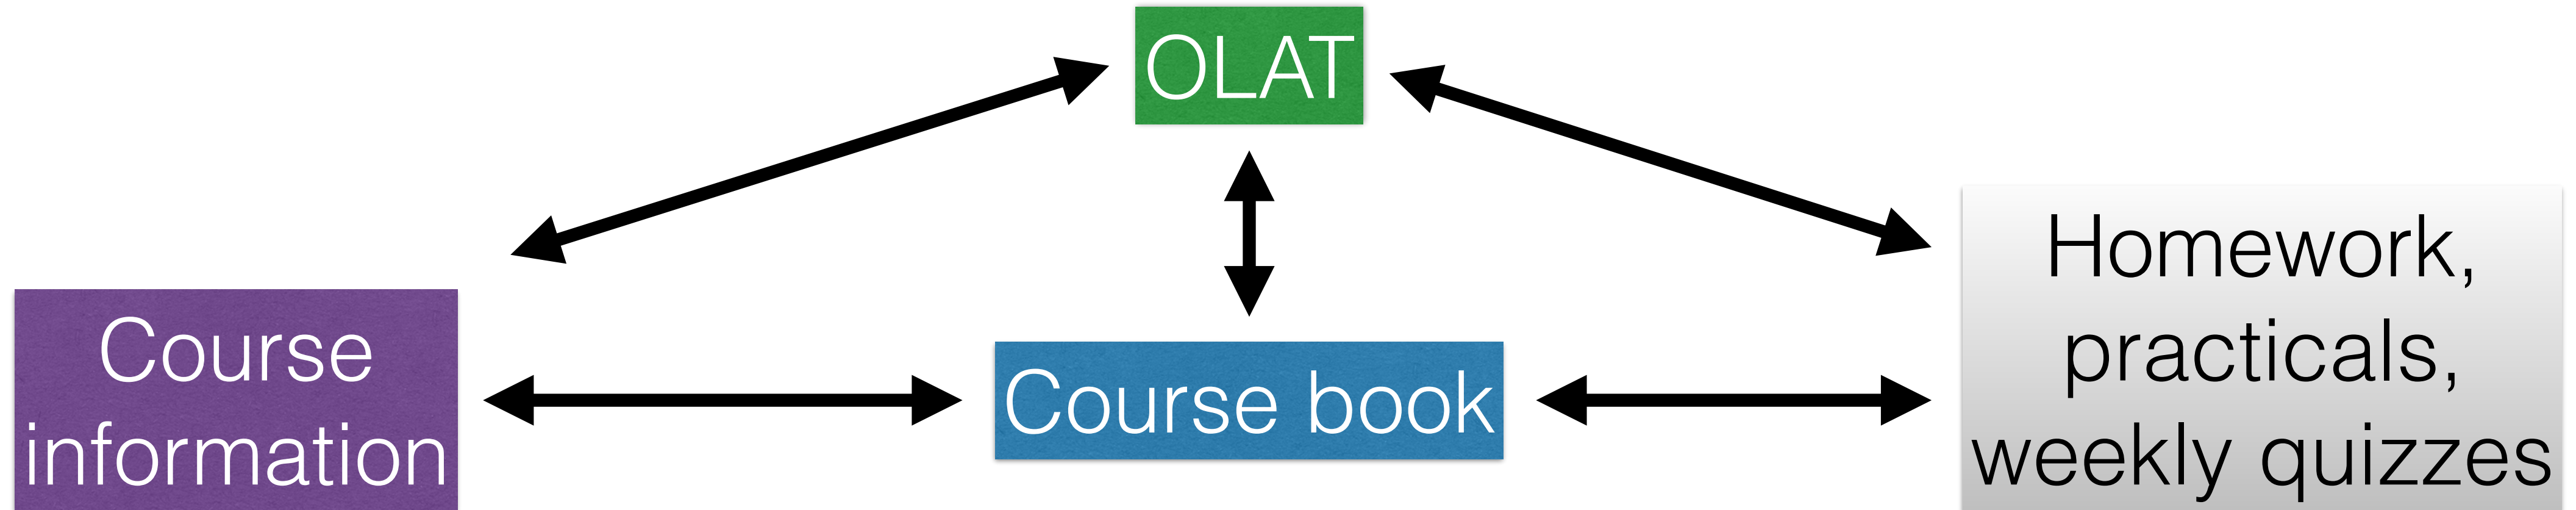 OLAT
Course
information
Course book
Homework,
practicals,
weekly quizzes